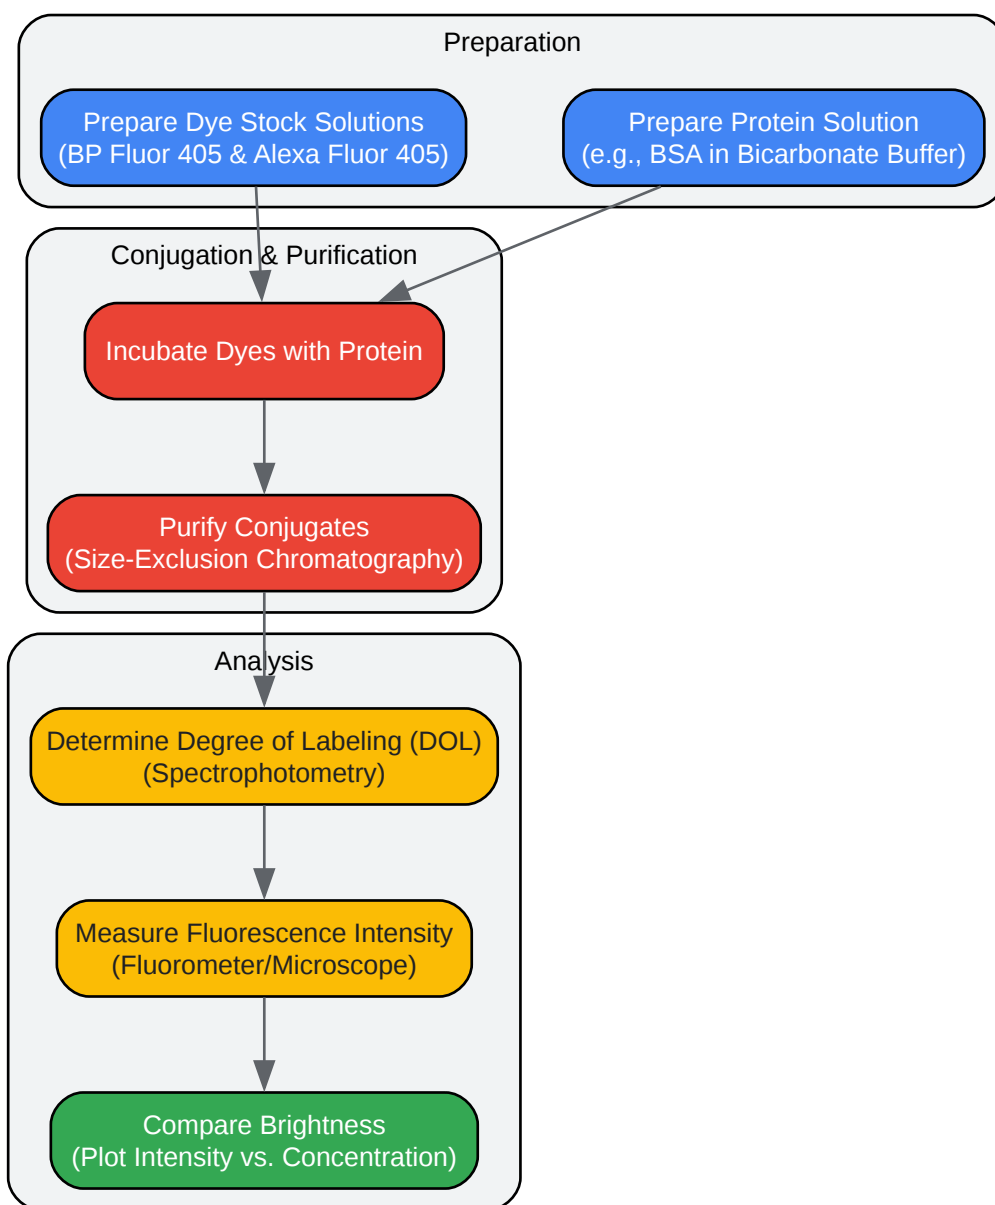 Preparation
Prepare Dye Stock Solutions
(BP Fluor 405 & Alexa Fluor 405)
Prepare Protein Solution
(e.g., BSA in Bicarbonate Buffer)
Conjugation & Purification
Incubate Dyes with Protein
Purify Conjugates
(Size-Exclusion Chromatography)
Analysis
Determine Degree of Labeling (DOL)
(Spectrophotometry)
Measure Fluorescence Intensity
(Fluorometer/Microscope)
Compare Brightness
(Plot Intensity vs. Concentration)